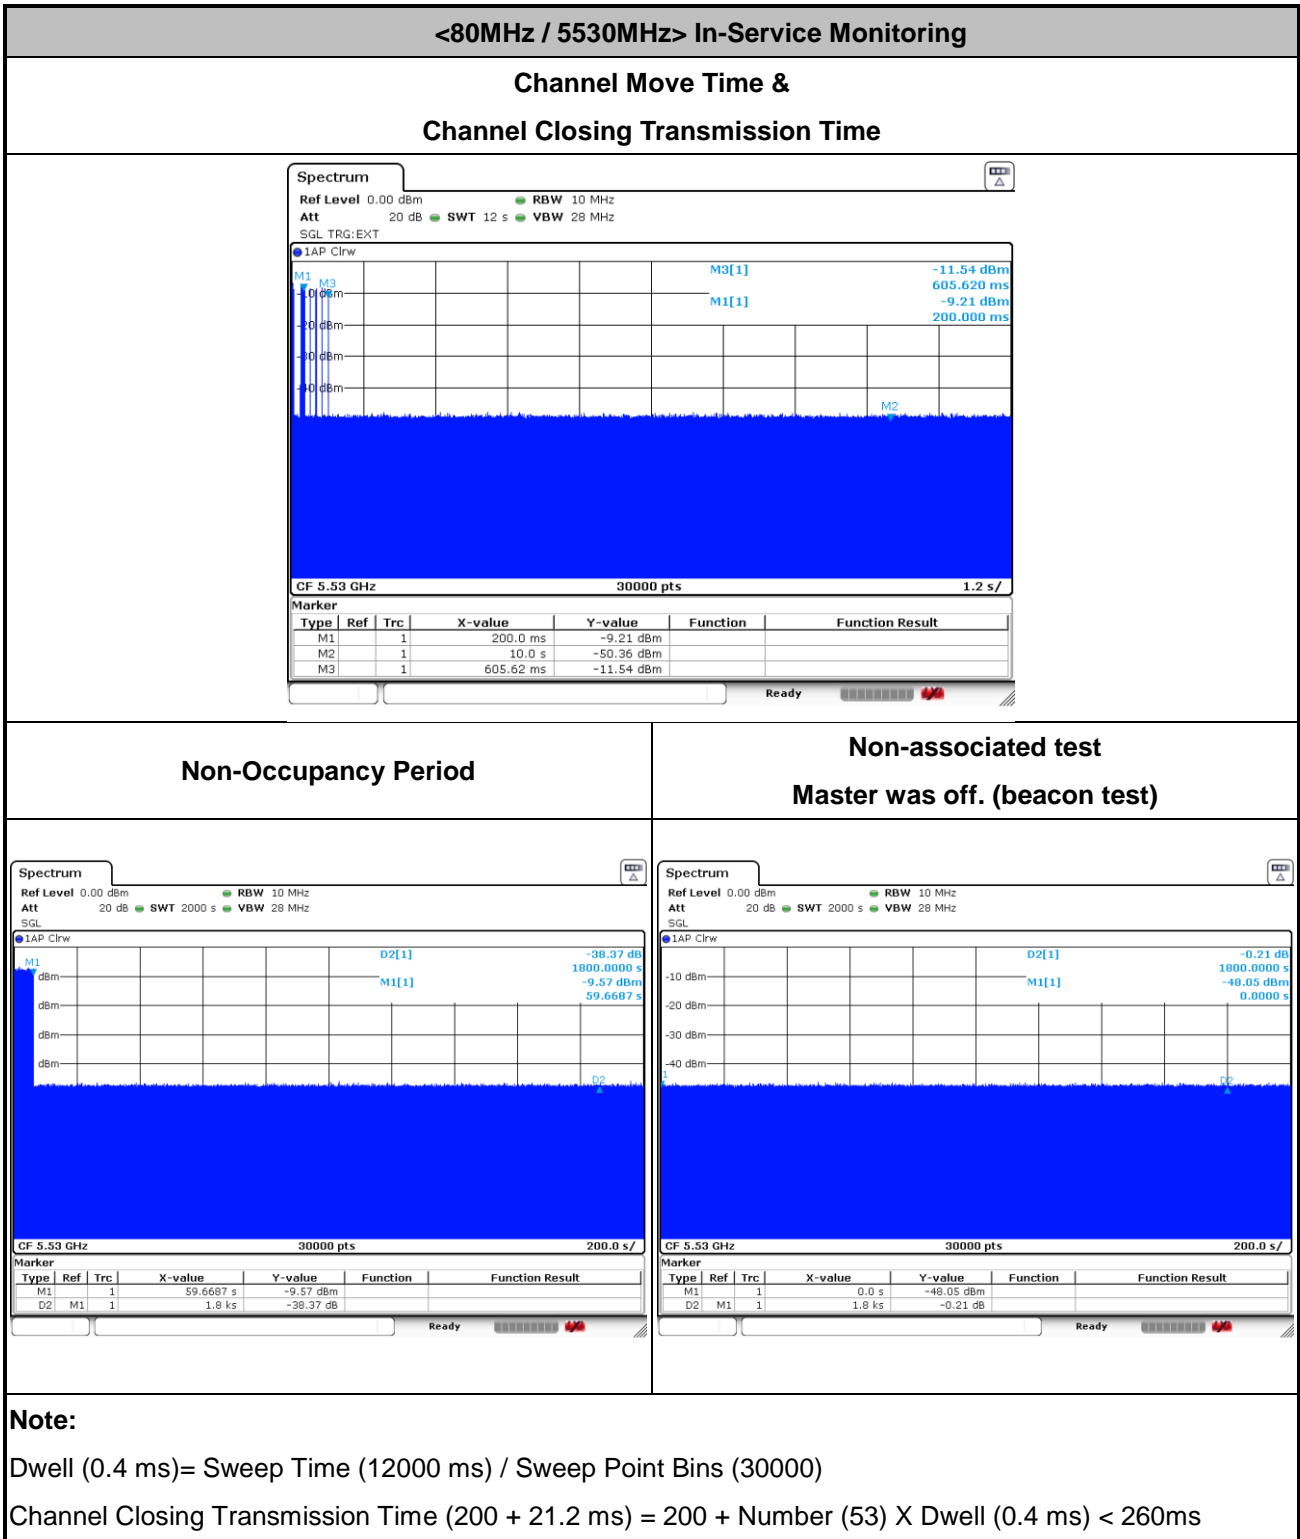 <80MHz / 5530MHz> In-Service Monitoring
Channel Move Time &
Channel Closing Transmission Time
Spectrum
Ref Level 0.00 dBm RBW 10 MHz
Att 20 dB SWT 12 s VBW 28 MHz
SGL TRG:EXT
1AP Clrw
M3[1] -11.54 dBm
605.620 ms
M1[1] -9.21 dBm
200.000 ms
M1
M3
-10 dBm
-20 dBm
-30 dBm
-40 dBm
M2
CF 5.53 GHz 30000 pts 1.2 s/
Marker
Type Ref Trc X-value Y-value Function Function Result
M1 1 200.0 ms -9.21 dBm
M2 1 10.0 s -50.36 dBm
M3 1 605.62 ms -11.54 dBm
Ready
Non-Occupancy Period
Non-associated test
Master was off. (beacon test)
Spectrum
Ref Level 0.00 dBm RBW 10 MHz
Att 20 dB SWT 2000 s VBW 28 MHz
SGL
1AP Clrw
D2[1] -38.37 dB
1800.0000 s
M1[1] -9.57 dBm
59.6687 s
M1
dBm
dBm
dBm
dBm
D2
CF 5.53 GHz 30000 pts 200.0 s/
Marker
Type Ref Trc X-value Y-value Function Function Result
M1 1 59.6687 s -9.57 dBm
D2 M1 1 1.8 ks -38.37 dB
Ready
Spectrum
Ref Level 0.00 dBm RBW 10 MHz
Att 20 dB SWT 2000 s VBW 28 MHz
SGL
1AP Clrw
D2[1] -0.21 dB
1800.0000 s
M1[1] -48.05 dBm
0.0000 s
-10 dBm
-20 dBm
-30 dBm
-40 dBm
1
D2
CF 5.53 GHz 30000 pts 200.0 s/
Marker
Type Ref Trc X-value Y-value Function Function Result
M1 1 0.0 s -48.05 dBm
D2 M1 1 1.8 ks -0.21 dB
Ready
Note:
Dwell (0.4 ms)= Sweep Time (12000 ms) / Sweep Point Bins (30000)
Channel Closing Transmission Time (200 + 21.2 ms) = 200 + Number (53) X Dwell (0.4 ms) < 260ms